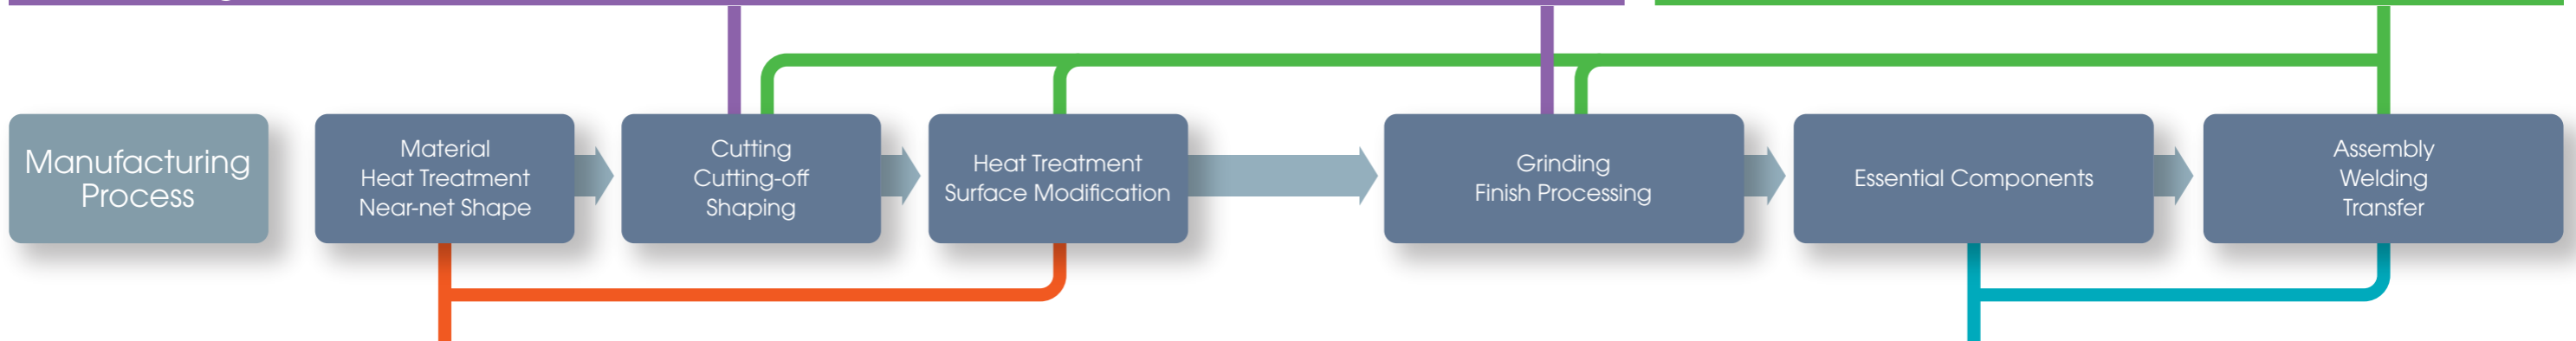 Manufacturing
Process
Material
Heat Treatment
Near-net Shape
Cutting
Cutting-off
Shaping
Heat Treatment
Surface Modification
Grinding
Finish Processing
Essential Components
Assembly
Welding
Transfer